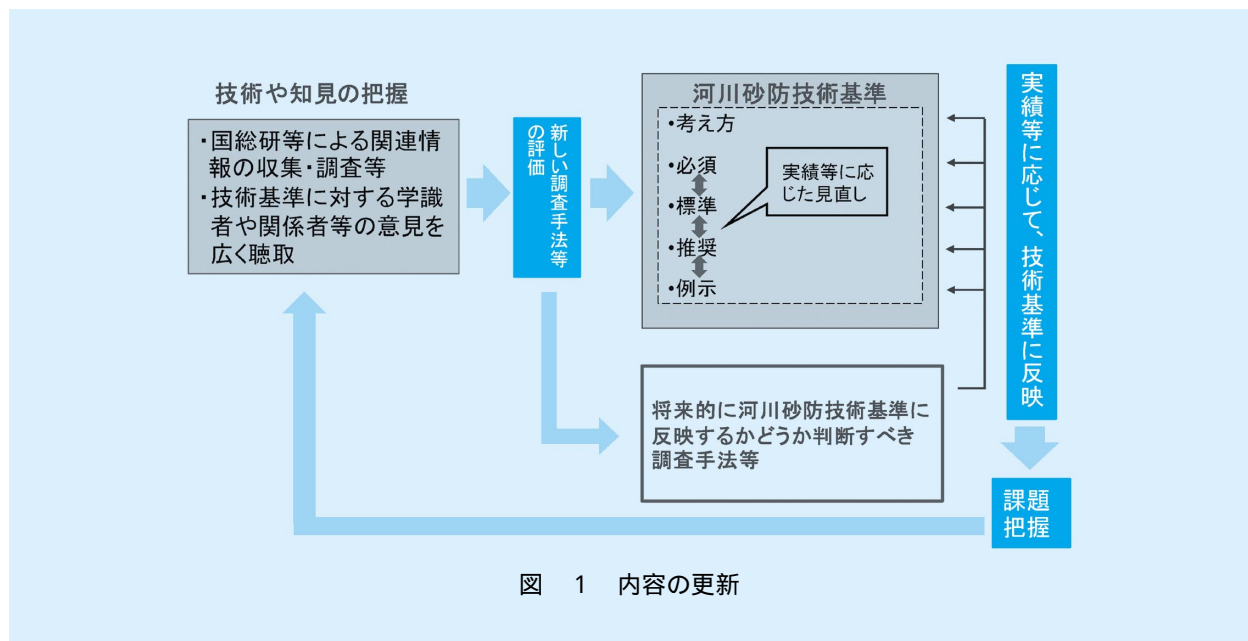 技術や知見の把握
・国総研等による関連情
報の収集・調査等
・技術基準に対する学識
者や関係者等の意見を
広く聴取
新しい調査手法等
の評価
河川砂防技術基準
・考え方
・必須
・標準
・推奨
・例示
実績等に応
じた見直し
将来的に河川砂防技術基準に
反映するかどうか判断すべき
調査手法等
実績等に応じて、技術基準に反映
課題
把握
図　1　内容の更新